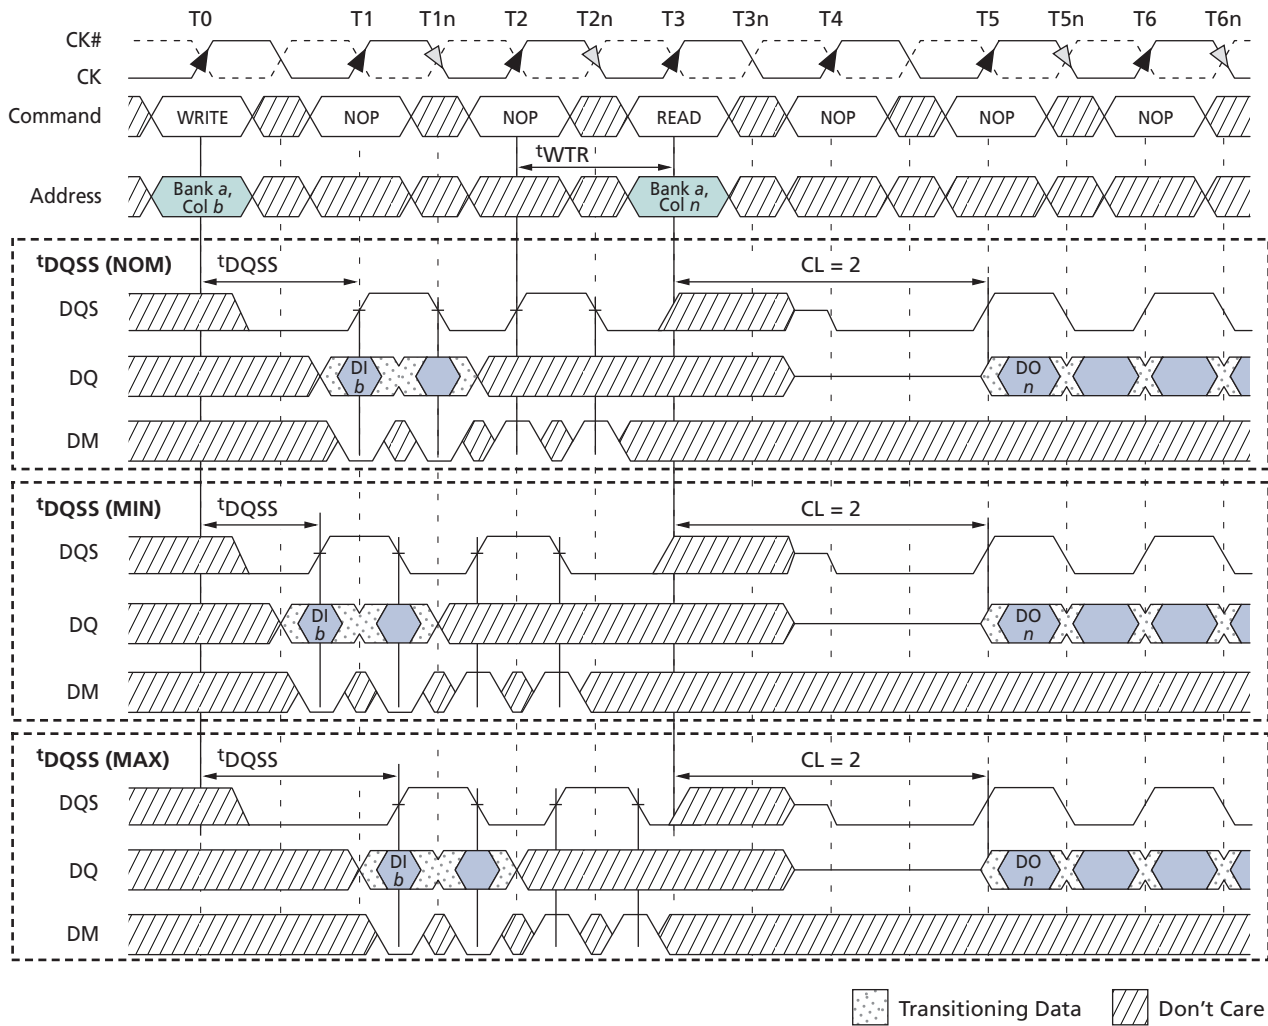 T0 T1 T1n T2 T2n T3 T3n T4 T5 T5n T6 T6n
CK#
CK
Command WRITE NOP NOP READ NOP NOP NOP
tWTR
Address Bank a, Col b Bank a, Col n
tDQSS (NOM) tDQSS CL = 2
DQS
DQ DI b DO n
DM
tDQSS (MIN) tDQSS CL = 2
DQS
DQ DI b DO n
DM
tDQSS (MAX) tDQSS CL = 2
DQS
DQ DI b DO n
DM
Transitioning Data Don't Care